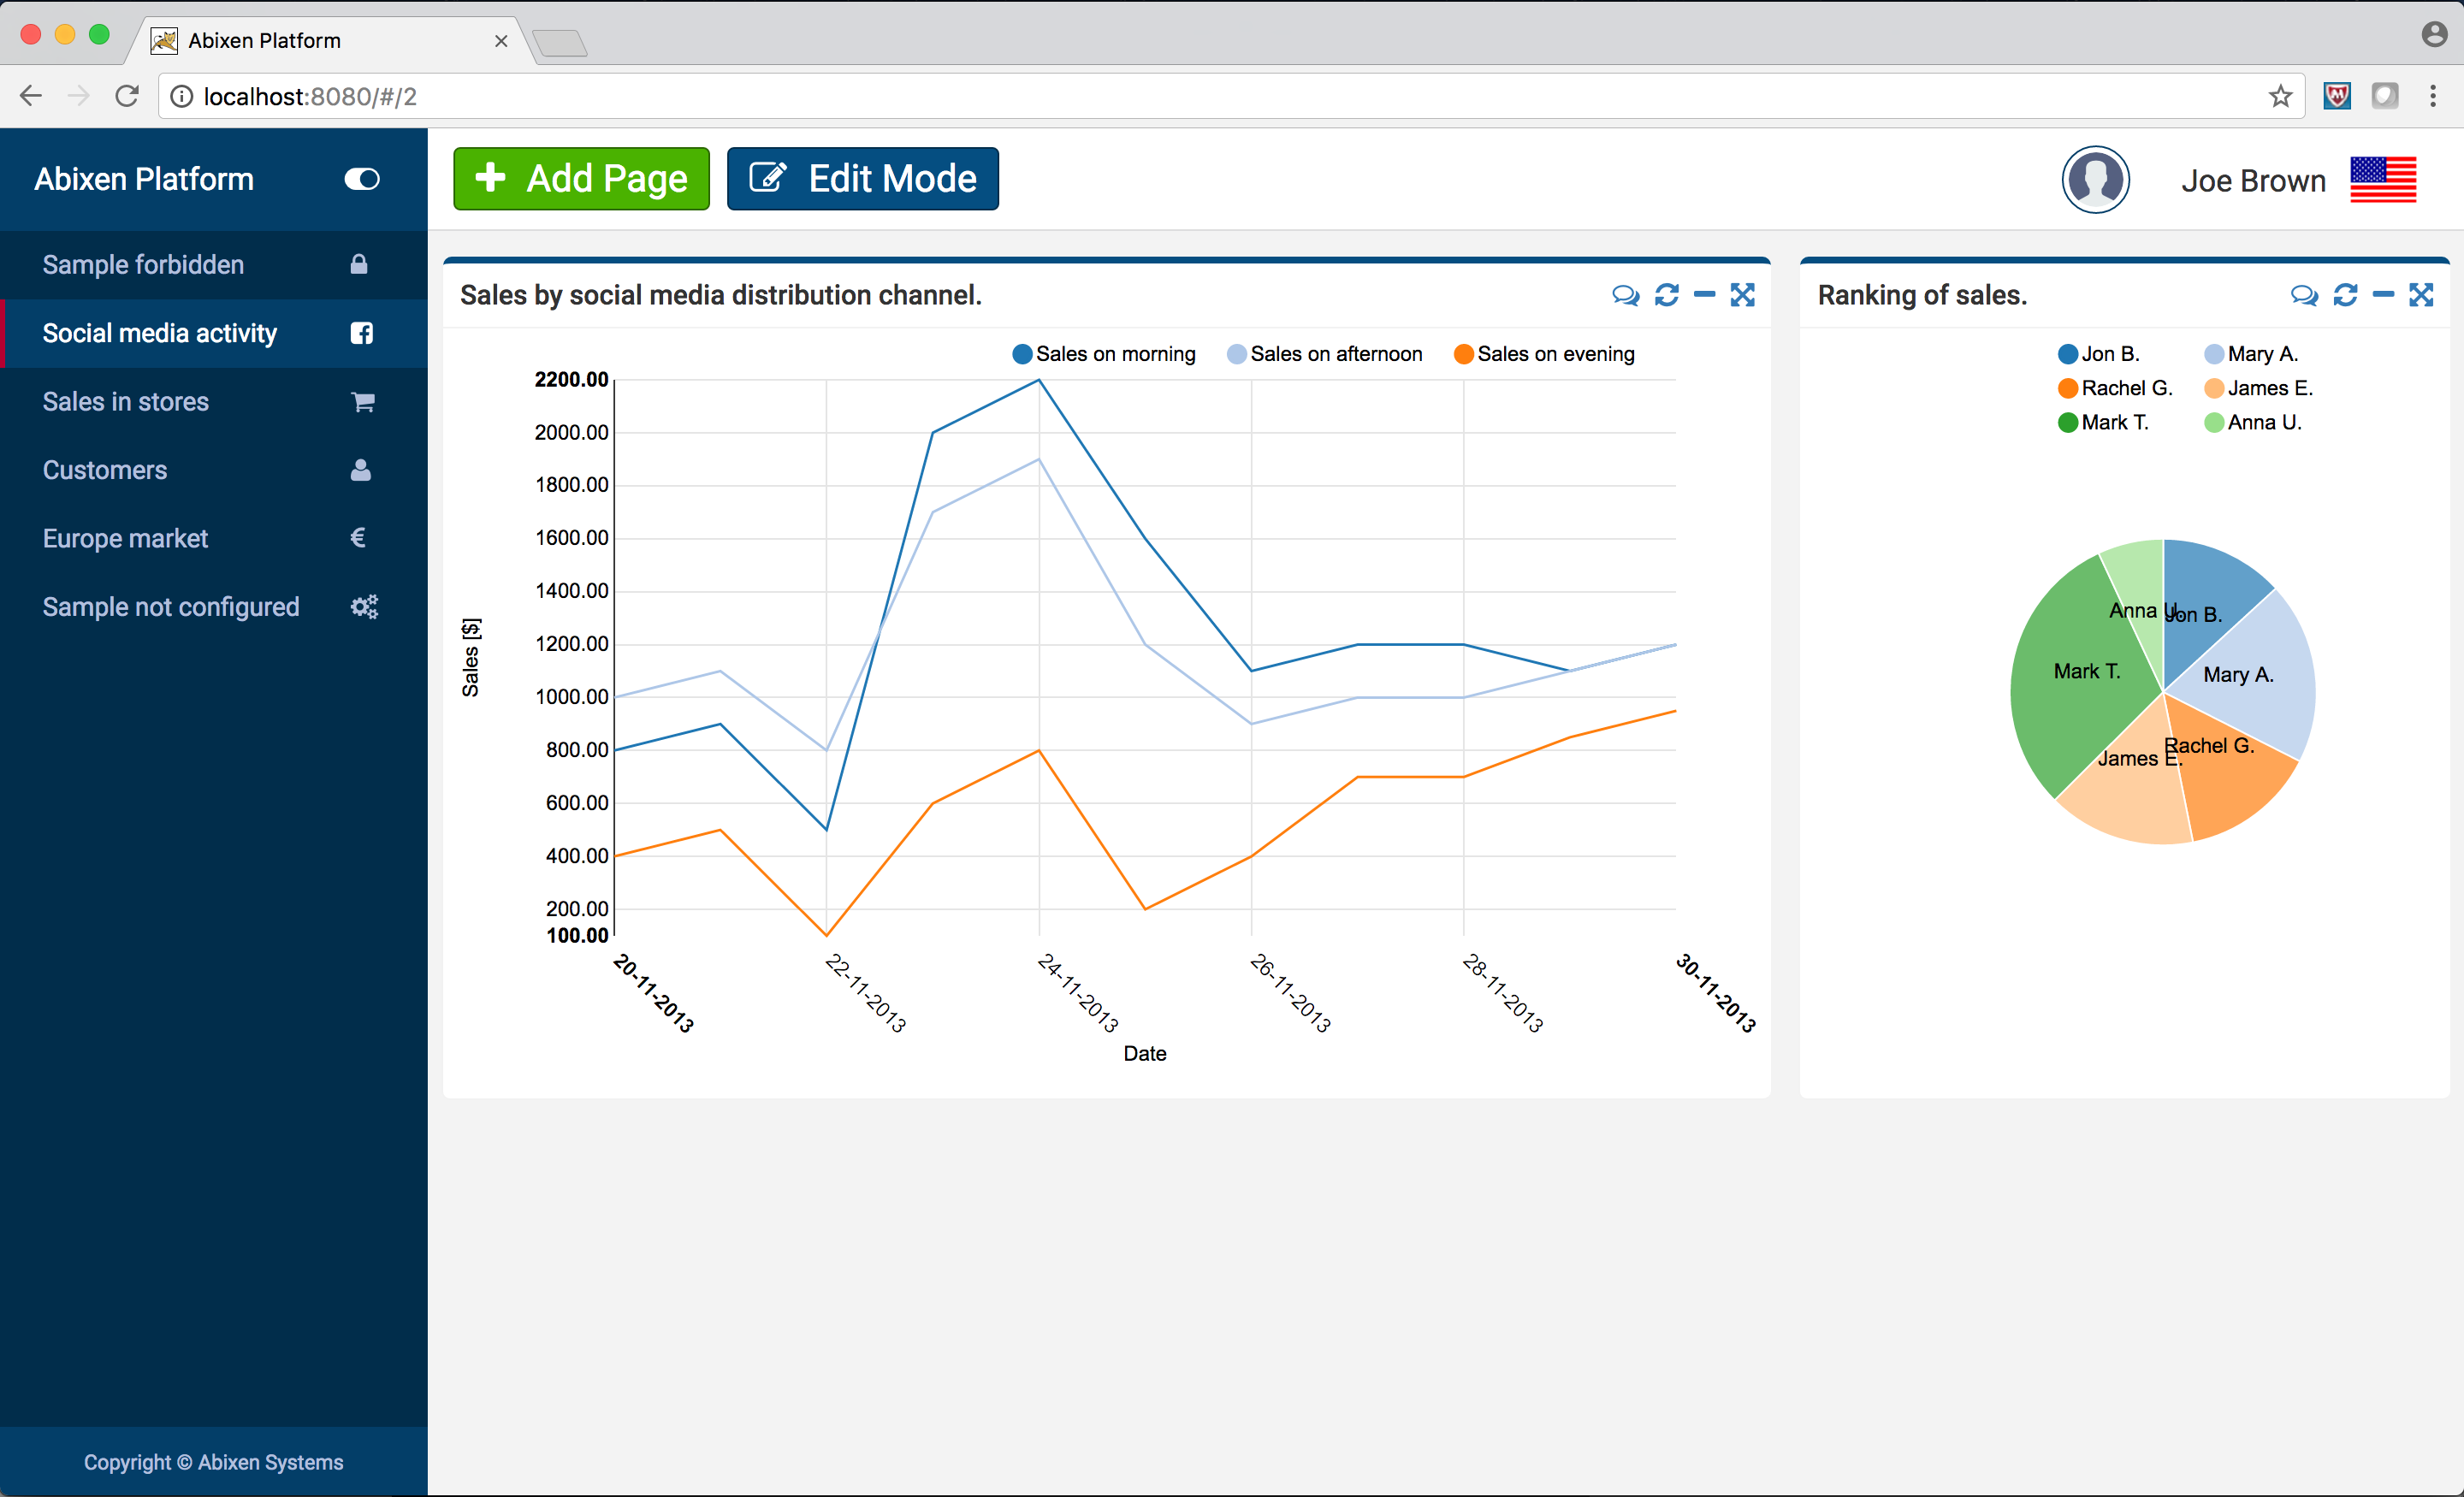 Abixen Platform
localhost:8080/#/2
Abixen Platform
Add Page
Edit Mode
Joe Brown
Sample forbidden
Social media activity
Sales in stores
Customers
Europe market
€
Sample not configured
Copyright © Abixen Systems
Sales by social media distribution channel.
Sales on morning
Sales on afternoon
Sales on evening
2200.00
2000.00
1800.00
1600.00
1400.00
1200.00
1000.00
800.00
600.00
400.00
200.00
100.00
Sales [$]
20-11-2013
22-11-2013
24-11-2013
26-11-2013
28-11-2013
30-11-2013
Date
Ranking of sales.
Jon B.
Mary A.
Rachel G.
James E.
Mark T.
Anna U.
Anna U.
Jon B.
Mark T.
Mary A.
Rachel G.
James E.